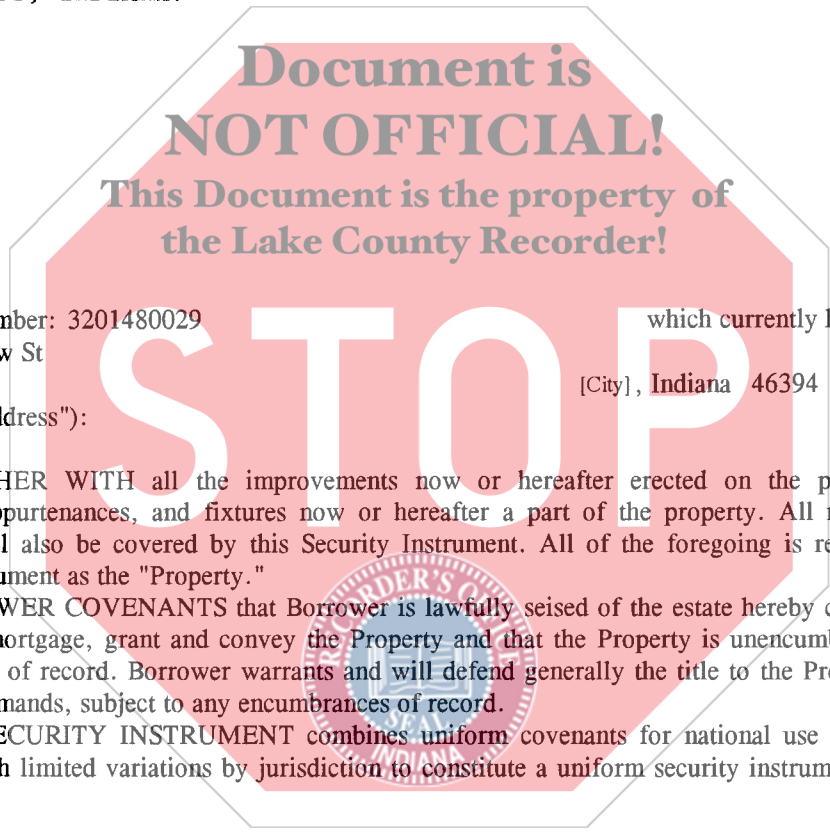 Document is
NOT OFFICIAL!
This Document is the property of
the Lake County Recorder!
mber: 3201480029 which currently
w St
[City], Indiana 46394
ddress"):
STOP
HER WITH all the improvements now or hereafter erected on the p
ppurtenances, and fixtures now or hereafter a part of the property. All
l also be covered by this Security Instrument. All of the foregoing is re
ument as the "Property."
WER COVENANTS that Borrower is lawfully seised of the estate hereby
mortgage, grant and convey the Property and that the Property is unencumb
of record. Borrower warrants and will defend generally the title to the Pro
mands, subject to any encumbrances of record.
ECURITY INSTRUMENT combines uniform covenants for national use
h limited variations by jurisdiction to constitute a uniform security instrum
RECORDER'S OFFICE
SEAL
INDIANA